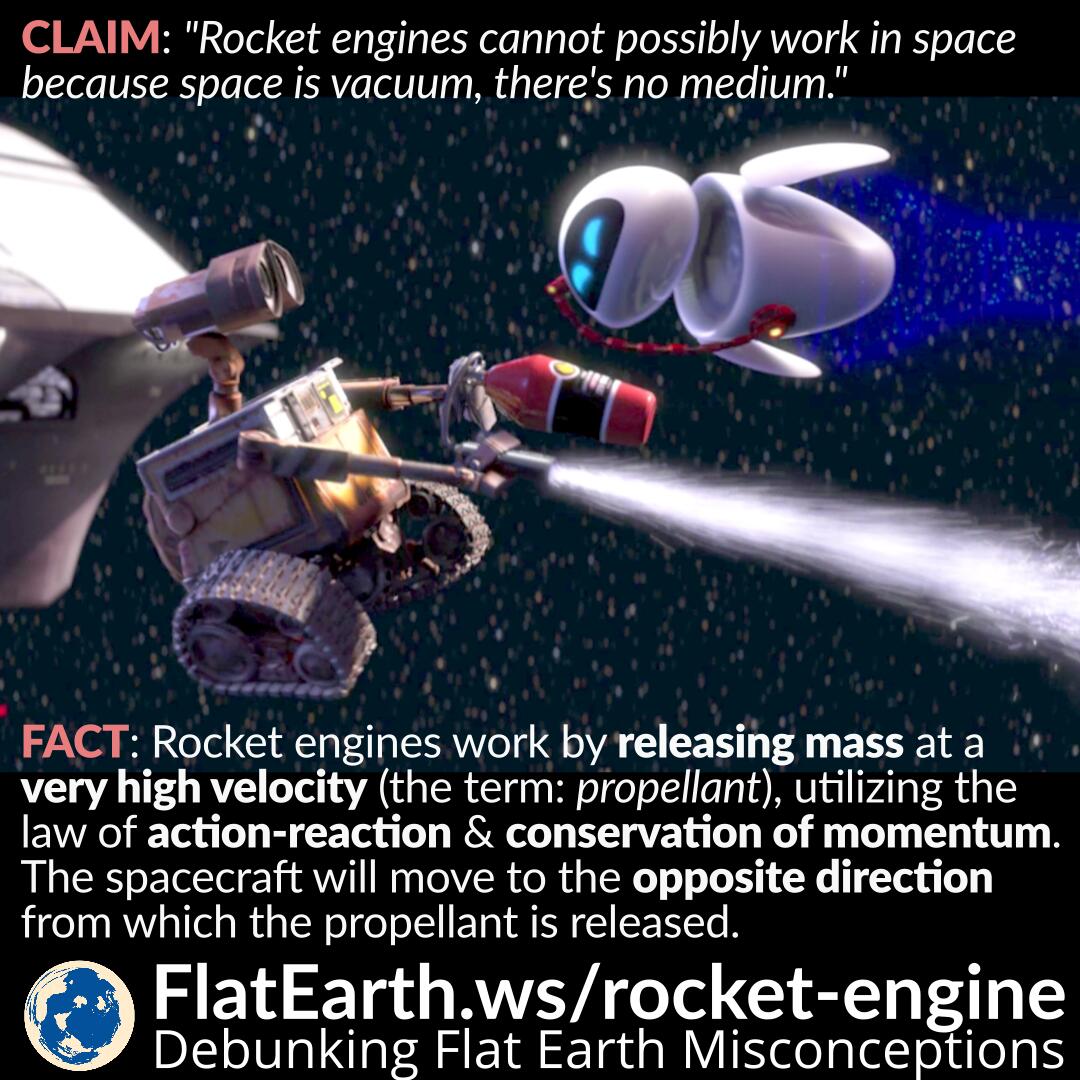 CLAIM: "Rocket engines cannot possibly work in space
because space is vacuum, there's no medium."
FACT: Rocket engines work by releasing mass at a
very high velocity (the term: propellant), utilizing the
law of action-reaction & conservation of momentum.
The spacecraft will move to the opposite direction
from which the propellant is released.
FlatEarth.ws/rocket-engine
Debunking Flat Earth Misconceptions